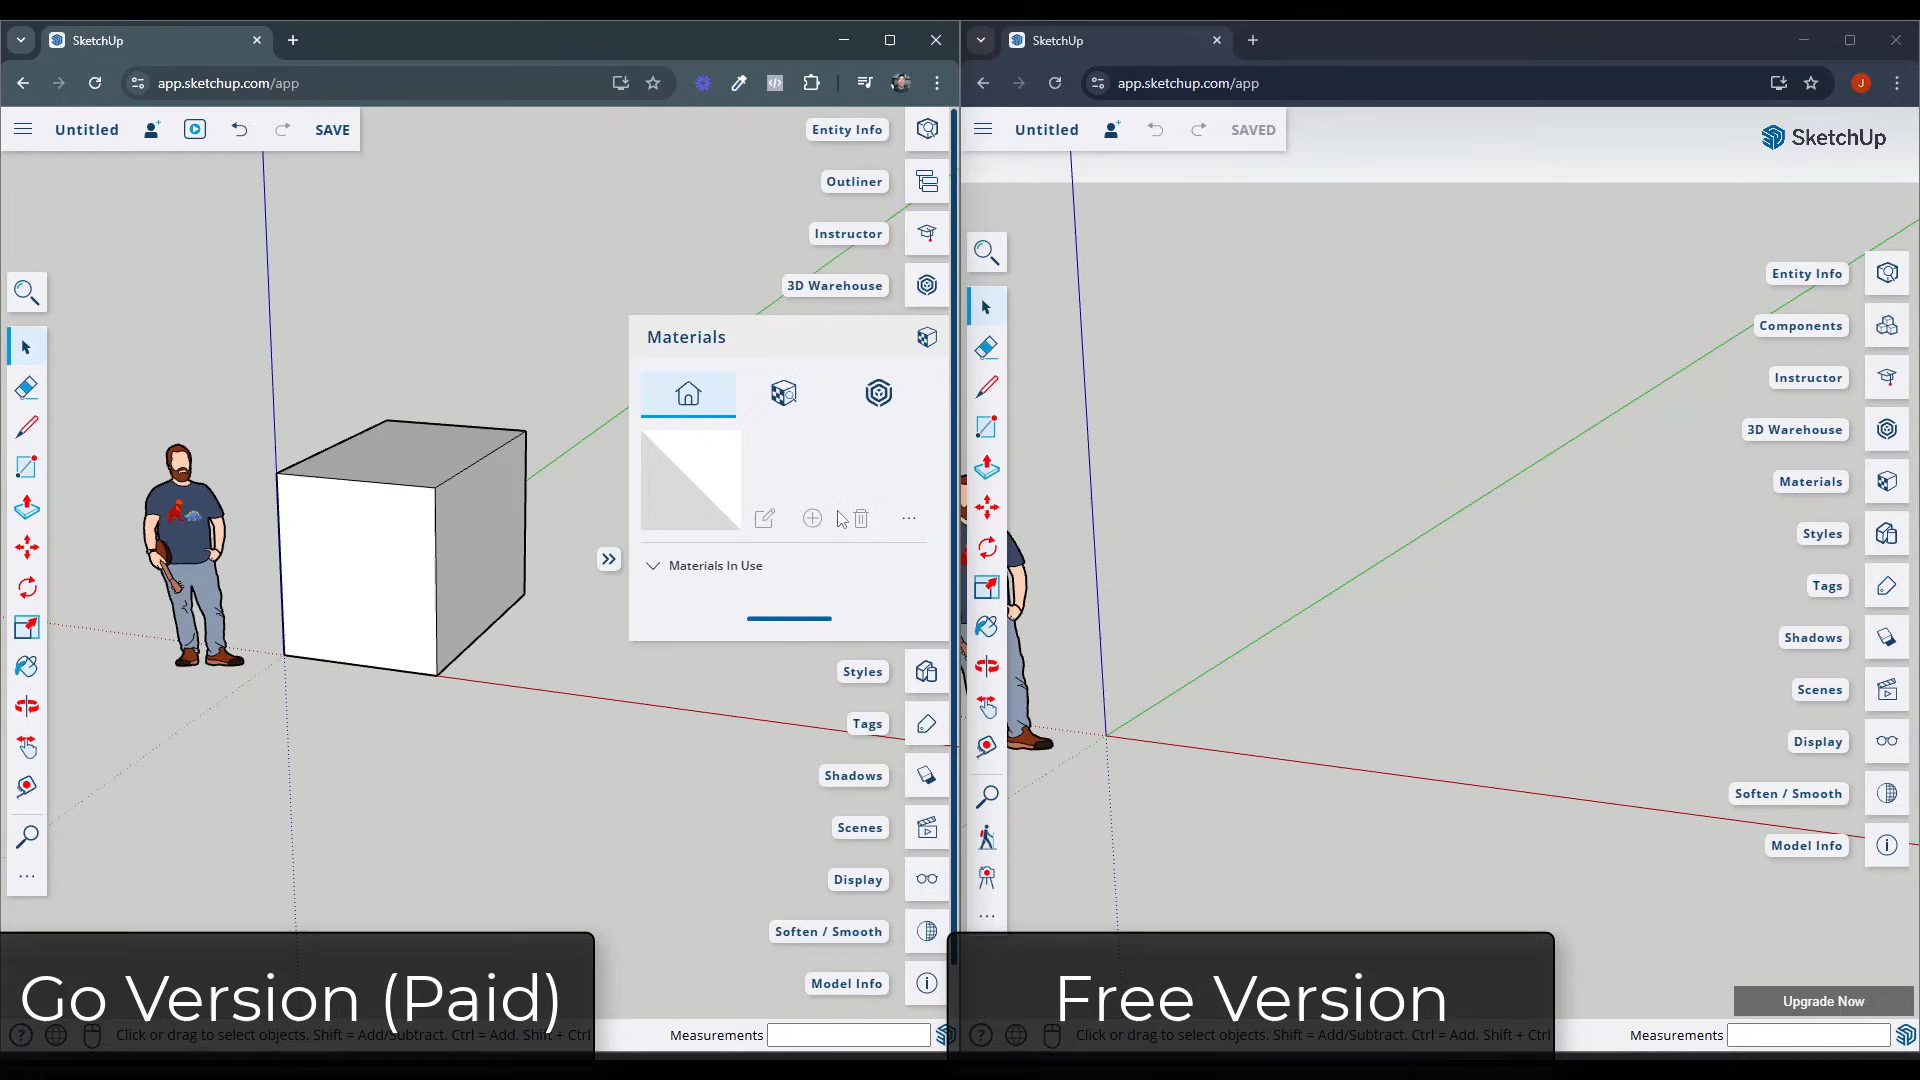 SketchUp
app.sketchup.com/app
Untitled
SAVE
Entity Info
Outliner
Instructor
3D Warehouse
Materials
Materials In Use
Styles
Tags
Shadows
Scenes
Display
Soften / Smooth
Model Info
Go Version (Paid)
Click or drag to select objects. Shift = Add/Subtract. Ctrl = Add. Shift + Ctrl
Measurements
SketchUp
app.sketchup.com/app
J
Untitled
SAVED
SketchUp
Entity Info
Components
Instructor
3D Warehouse
Materials
Styles
Tags
Shadows
Scenes
Display
Soften / Smooth
Model Info
Upgrade Now
Free Version
Click or drag to select objects. Shift = Add/Subtract. Ctrl = Add. Shift + Ctrl
Measurements